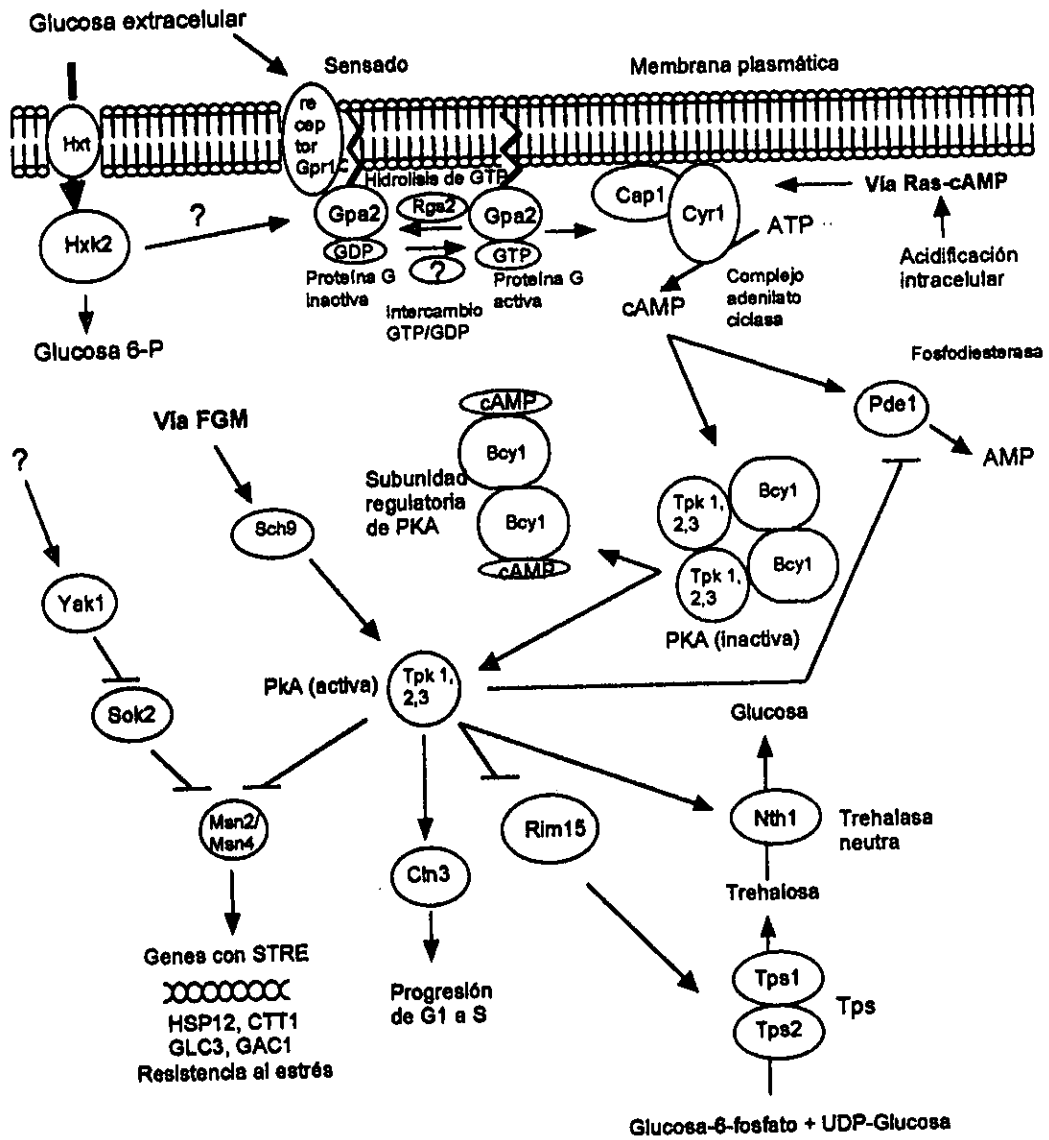 Glucosa extracelular
Sensado
Membrana plasmática
Hxt
re
cep
tor
Gpr1
C
Hidrolisis de GTP
Hxk2
?
Gpa2
GDP
Proteína G
inactiva
Rgs2
?
Intercambio
GTP/GDP
Gpa2
GTP
Proteína G
activa
Cap1
Cyr1
ATP
Vía Ras-cAMP
Acidificación
intracelular
Complejo
adenilato
ciclasa
cAMP
Glucosa 6-P
Fosfodiesterasa
Pde1
AMP
Vía FGM
?
Sch9
cAMP
Bcy1
Bcy1
cAMP
Subunidad
regulatoria
de PKA
Tpk 1,
2,3
Bcy1
Tpk 1,
2,3
Bcy1
PKA (inactiva)
Yak1
Sok2
PkA (activa)
Tpk 1,
2,3
Msn2/
Msn4
Cln3
Rim15
Glucosa
Nth1
Trehalasa
neutra
Trehalosa
Tps1
Tps2
Tps
Genes con STRE
HSP12, CTT1
GLC3, GAC1
Resistencia al estrés
Progresión
de G1 a S
Glucosa-6-fosfato + UDP-Glucosa